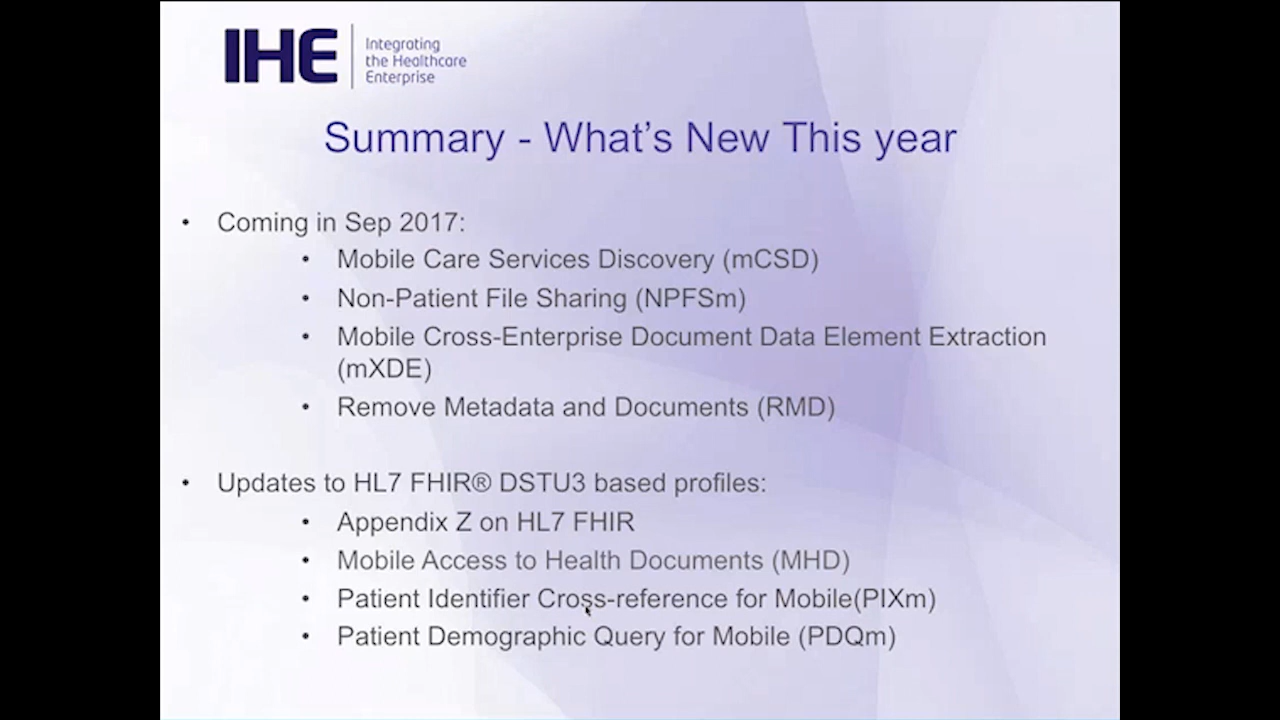 IHE
Integrating
the Healthcare
Enterprise
Summary - What's New This year
• Coming in Sep 2017:
• Mobile Care Services Discovery (mCSD)
• Non-Patient File Sharing (NPFSm)
• Mobile Cross-Enterprise Document Data Element Extraction
(mXDE)
• Remove Metadata and Documents (RMD)
• Updates to HL7 FHIR® DSTU3 based profiles:
• Appendix Z on HL7 FHIR
• Mobile Access to Health Documents (MHD)
• Patient Identifier Cross-reference for Mobile(PIXm)
• Patient Demographic Query for Mobile (PDQm)